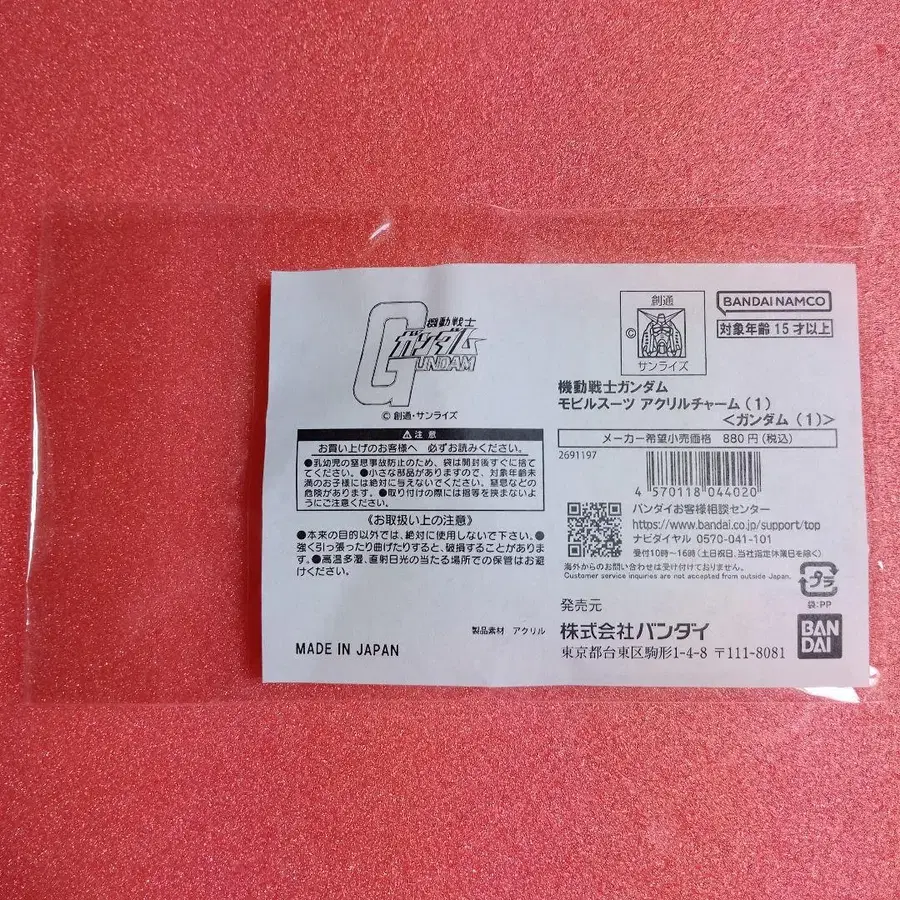 機動戦士
ガンダム
GUNDAM
© 創通・サンライズ
⚠ 注 意
お買い上げのお客様へ 必ずお読みください。
●乳幼児の窒息事故防止のため、袋は開封後すぐに捨
ててください。●小さな部品がありますので、対象年齢未
満のお子様には絶対に与えないでください。窒息などの
危険があります。●取り付けの際には指等を挟まないよ
うにご注意ください。
《お取扱い上の注意》
●本来の目的以外では、絶対に使用しないで下さい。●
強く引っ張ったり曲げたりすると、破損することがありま
す。●高温多湿、直射日光の当たる場所での保管はお避
けください。
製品素材 アクリル
MADE IN JAPAN
創通
©
サンライズ
BANDAI NAMCO
対象年齢 15才以上
機動戦士ガンダム
モビルスーツ アクリルチャーム（1）
＜ガンダム（1）＞
メーカー希望小売価格 880円（税込）
2691197
4 570118 044020
バンダイお客様相談センター
https://www.bandai.co.jp/support/top
ナビダイヤル 0570-041-101
受付10時〜16時（土日祝日、当社指定休業日を除く）
海外からのお問い合わせは受け付けておりません。
Customer service inquiries are not accepted from outside Japan.
プラ
袋:PP
発売元
株式会社バンダイ
東京都台東区駒形1-4-8 〒111-8081
BAN
DAI